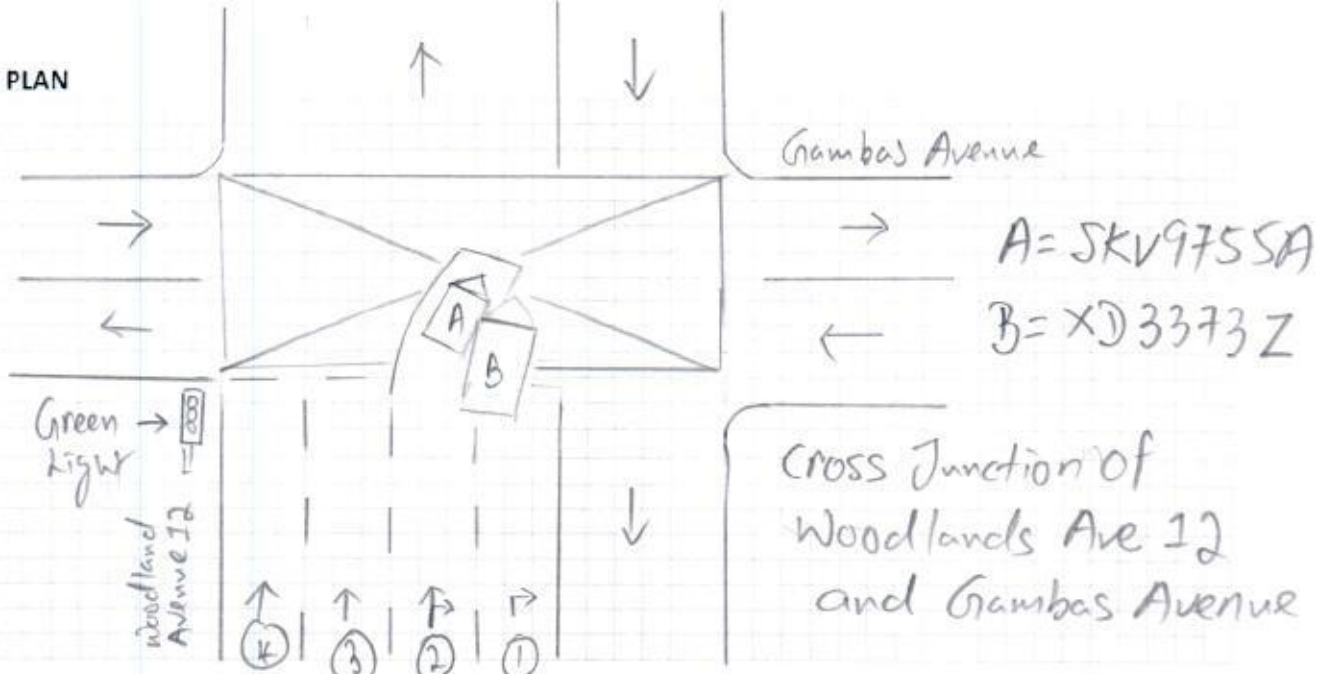 PLAN
Gambas Avenue
A = SKV9755A
B = XD3373Z
A
B
Green
Light
Woodland
Avenue 12
Cross Junction of
Woodlands Ave 12
and Gambas Avenue
4
3
2
1